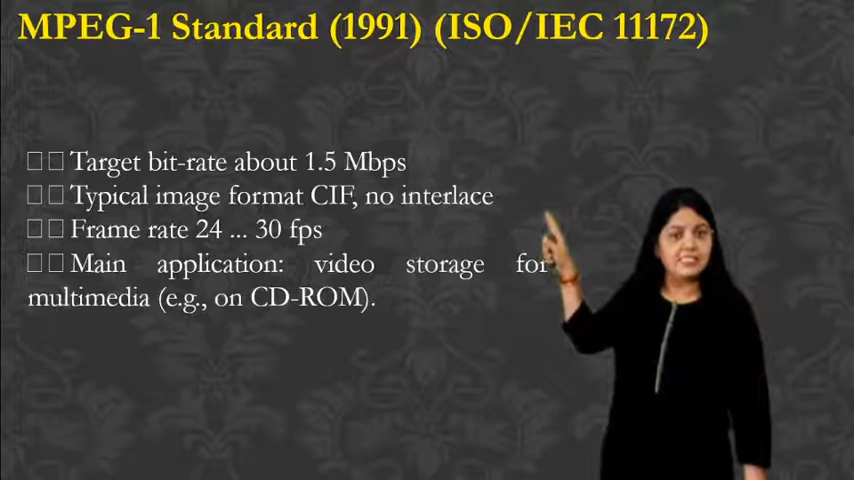 MPEG-1 Standard (1991) (ISO/IEC 11172)
Target bit-rate about 1.5 Mbps
Typical image format CIF, no interlace
Frame rate 24 ... 30 fps
Main application: video storage for
multimedia (e.g., on CD-ROM).